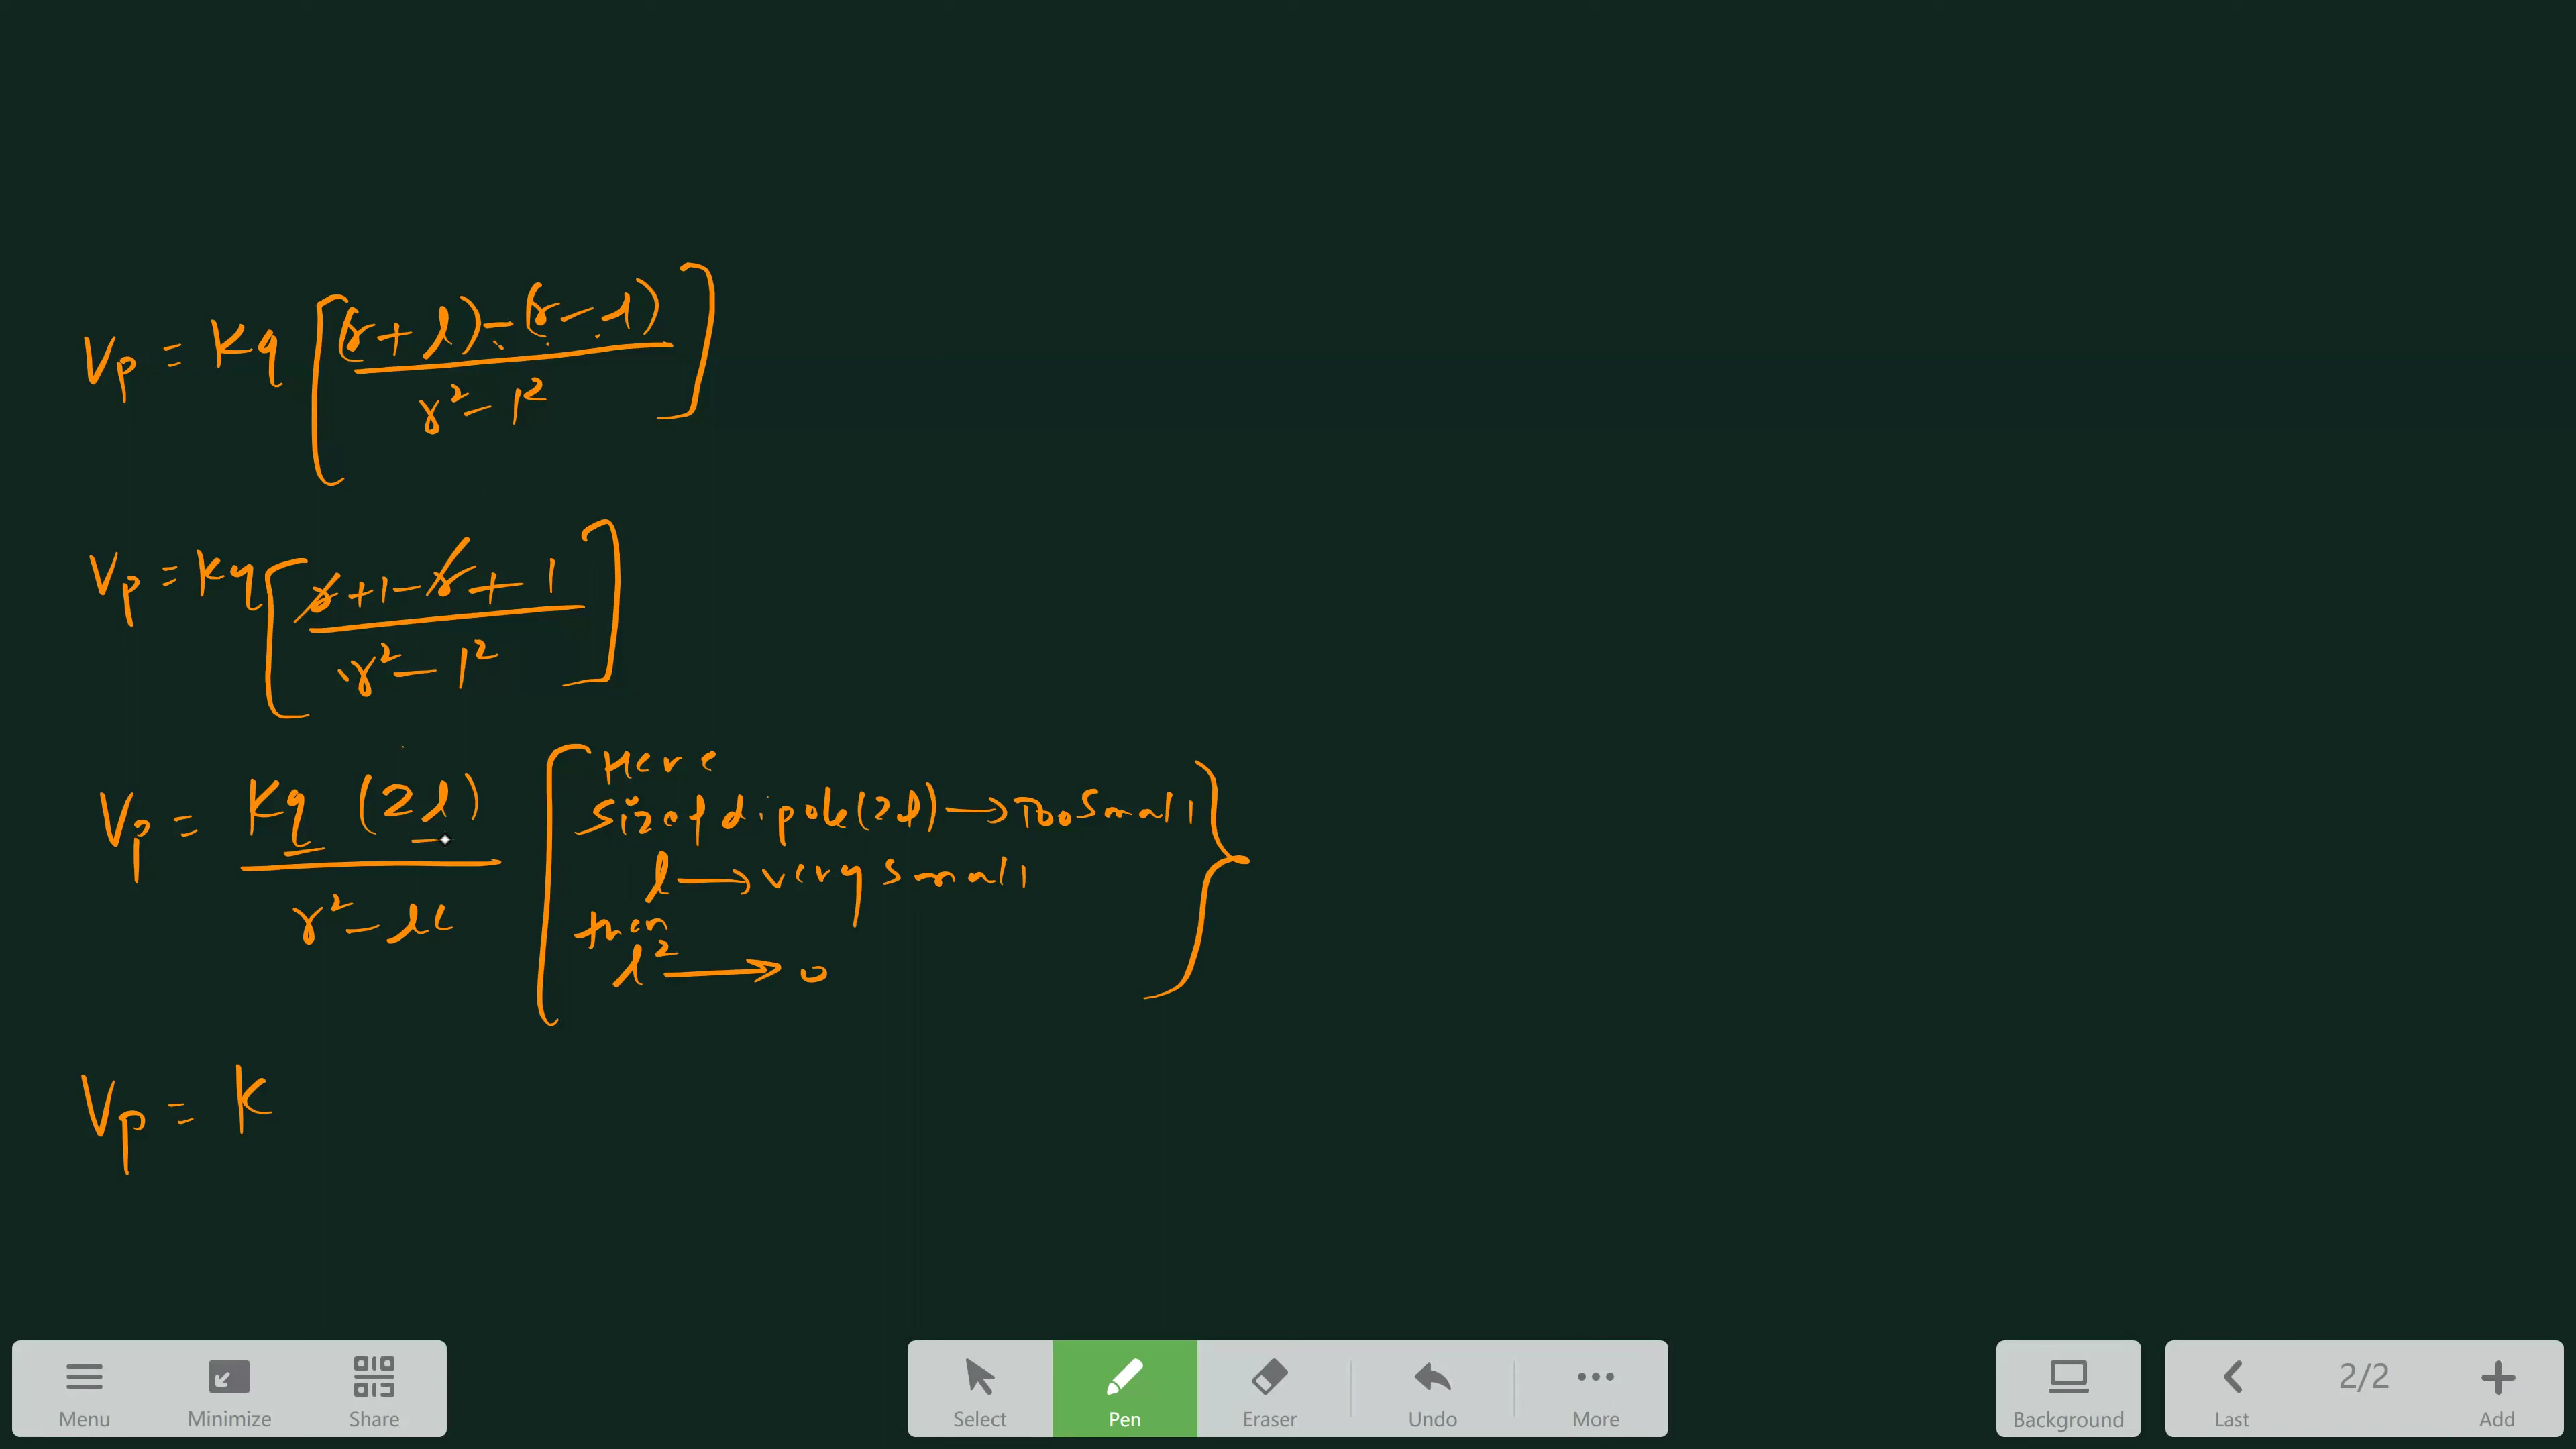 Vp = Kq [ (r + l) - (r - l) / r² - l² ]
Vp = Kq [ r + l - r + l / r² - l² ]
Vp = Kq (2l) / r² - l²
[ Here
Size of dipole (2l) → Too Small
l → very small
then
l² → 0 }
Vp = K
Menu
Minimize
Share
Select
Pen
Eraser
Undo
More
Background
Last
2/2
Add